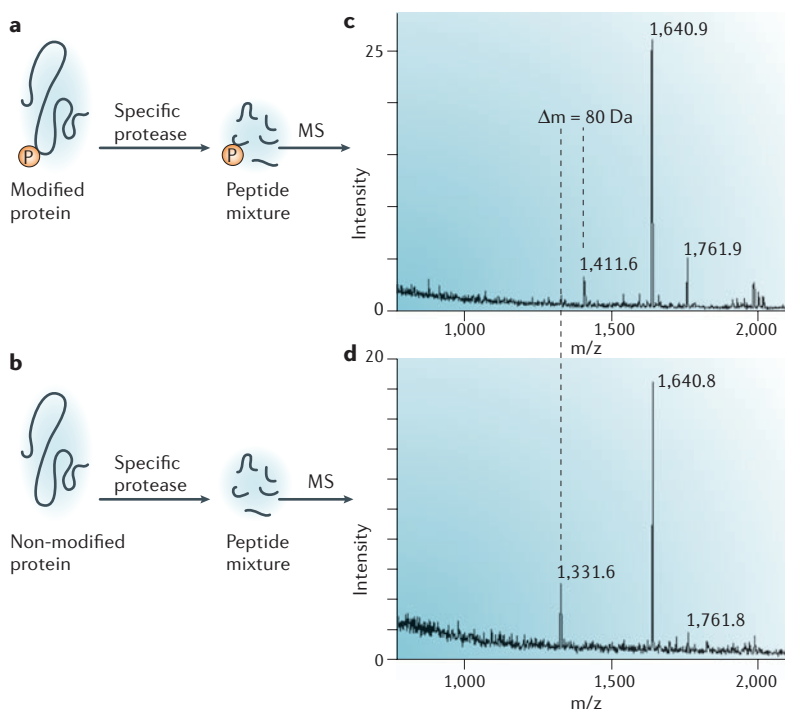 a
Specific
protease
MS
P
P
Modified
protein
Peptide
mixture
c
25
1,640.9
Δm = 80 Da
Intensity
1,411.6
1,761.9
0
1,000
1,500
2,000
m/z
b
Specific
protease
MS
Non-modified
protein
Peptide
mixture
d
20
1,640.8
Intensity
1,331.6
1,761.8
0
1,000
1,500
2,000
m/z